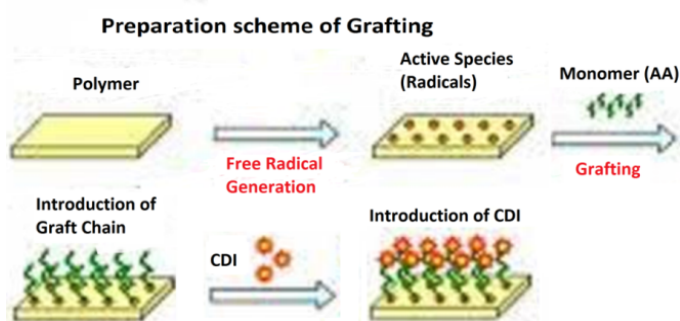 Preparation scheme of Grafting
Polymer
Free Radical
Generation
Active Species
(Radicals)
Monomer (AA)
Grafting
Introduction of
Graft Chain
CDI
Introduction of CDI